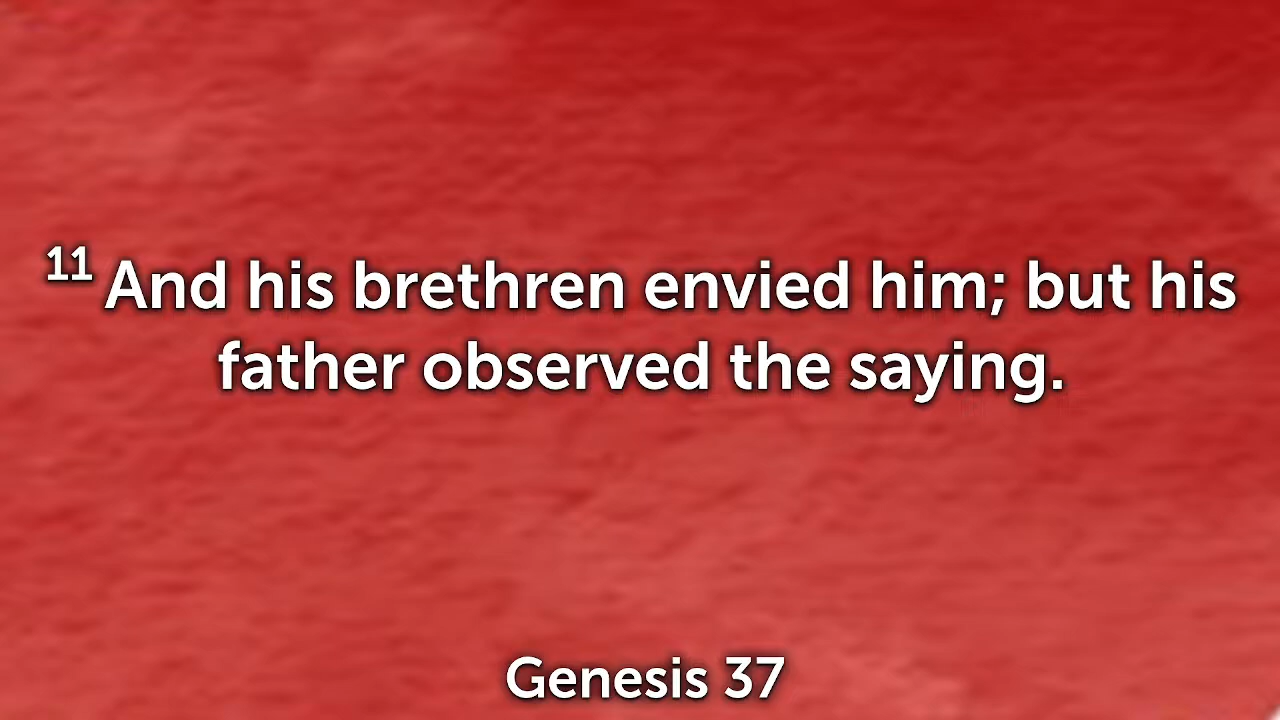 11 And his brethren envied him; but his
father observed the saying.
Genesis 37